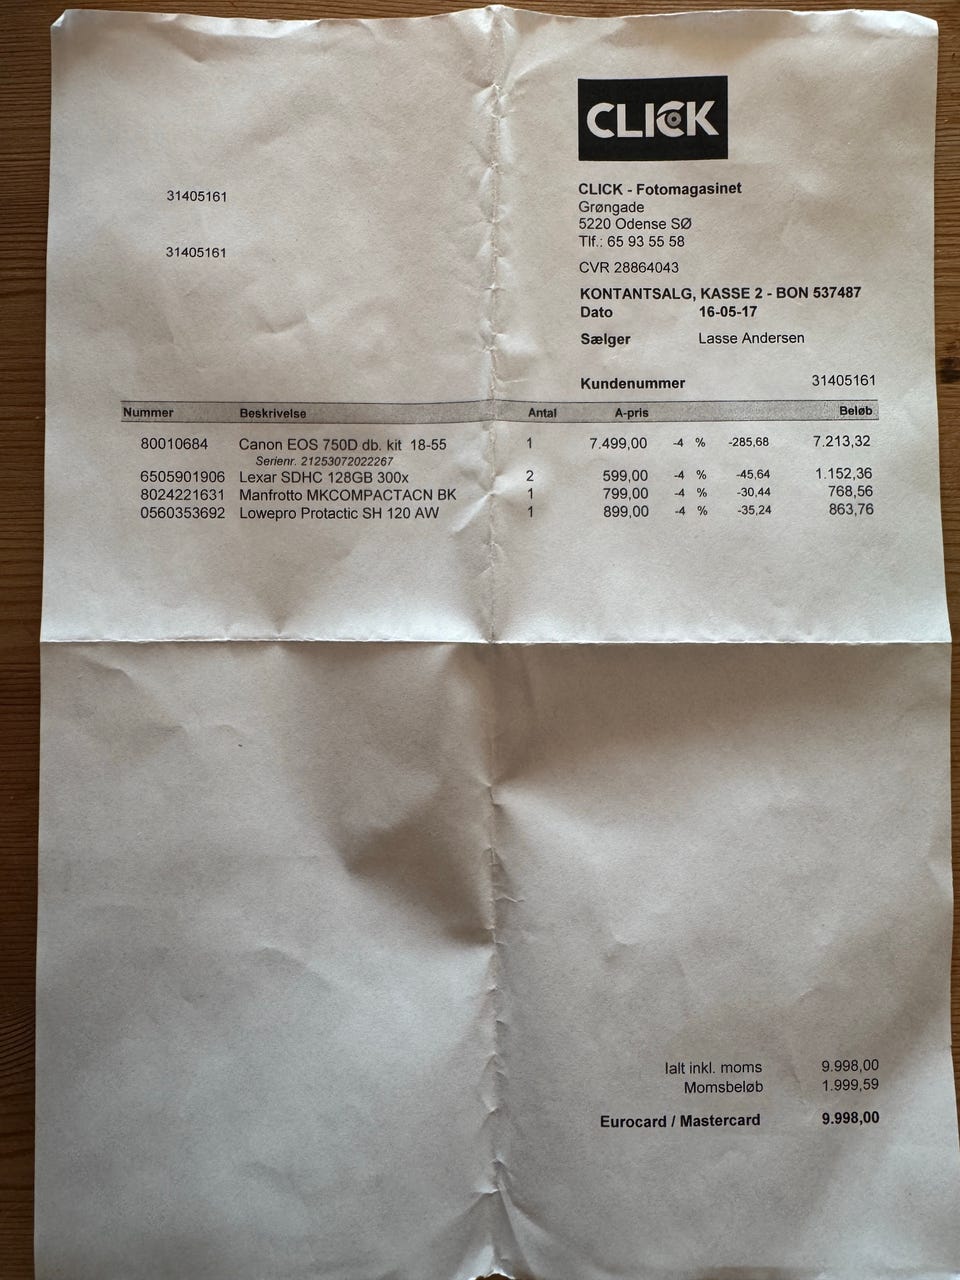 CLICK
31405161
CLICK - Fotomagasinet
Grøngade
5220 Odense SØ
Tlf.: 65 93 55 58
31405161
CVR 28864043
KONTANTSALG, KASSE 2 - BON 537487
Dato 16-05-17
Sælger Lasse Andersen
Kundenummer 31405161
Nummer Beskrivelse Antal A-pris Beløb
80010684 Canon EOS 750D db. kit 18-55 1 7.499,00 -4 % -285,68 7.213,32
Serienr. 21253072022267
6505901906 Lexar SDHC 128GB 300x 2 599,00 -4 % -45,64 1.152,36
8024221631 Manfrotto MKCOMPACTACN BK 1 799,00 -4 % -30,44 768,56
0560353692 Lowepro Protactic SH 120 AW 1 899,00 -4 % -35,24 863,76
Ialt inkl. moms 9.998,00
Momsbeløb 1.999,59
Eurocard / Mastercard 9.998,00